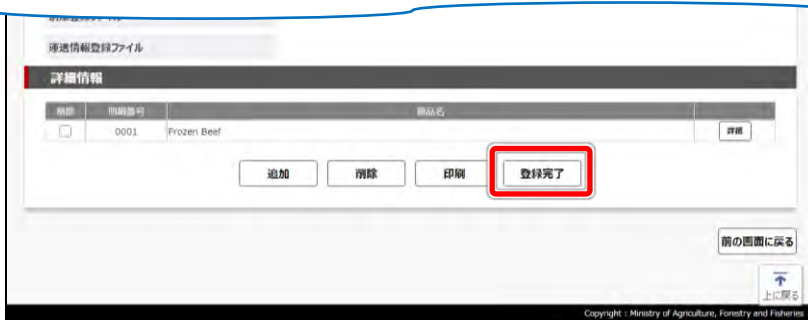 運送情報登録ファイル
詳細情報
削除 明細番号 商品名
0001 Frozen Beef 詳細
追加 削除 印刷 登録完了
前の画面に戻る
上に戻る
Copyright : Ministry of Agriculture, Forestry and Fisheries